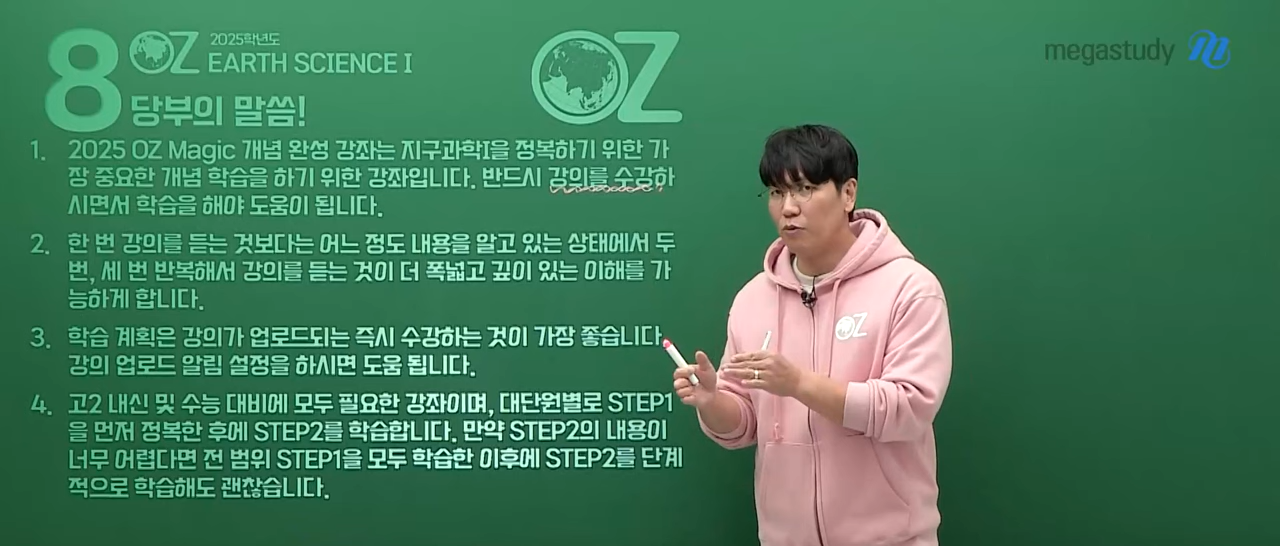 8 OZ 2025학년도
EARTH SCIENCE I
당부의 말씀!
OZ
megastudy
1. 2025 OZ Magic 개념 완성 강좌는 지구과학I을 정복하기 위한 가
장 중요한 개념 학습을 하기 위한 강좌입니다. 반드시 강의를 수강하
시면서 학습을 해야 도움이 됩니다.
2. 한 번 강의를 듣는 것보다는 어느 정도 내용을 알고 있는 상태에서 두
번, 세 번 반복해서 강의를 듣는 것이 더 폭넓고 깊이 있는 이해를 가
능하게 합니다.
3. 학습 계획은 강의가 업로드되는 즉시 수강하는 것이 가장 좋습니다.
강의 업로드 알림 설정을 하시면 도움 됩니다.
4. 고2 내신 및 수능 대비에 모두 필요한 강좌이며, 대단원별로 STEP1
을 먼저 정복한 후에 STEP2를 학습합니다. 만약 STEP2의 내용이
너무 어렵다면 전 범위 STEP1을 모두 학습한 이후에 STEP2를 단계
적으로 학습해도 괜찮습니다.
OZ